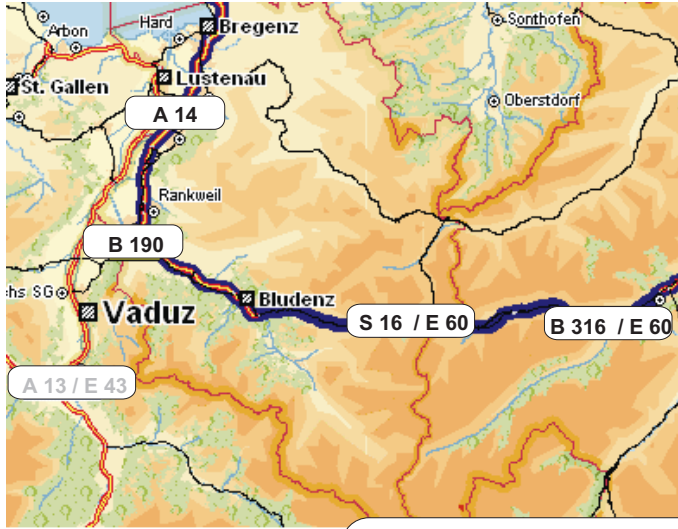 Sonthofen
Hard
Arbon
Bregenz
Lustenau
St. Gallen
Oberstdorf
A 14
Rankweil
B 190
chs SG
Bludenz
Vaduz
S 16 / E 60
B 316 / E 60
A 13 / E 43